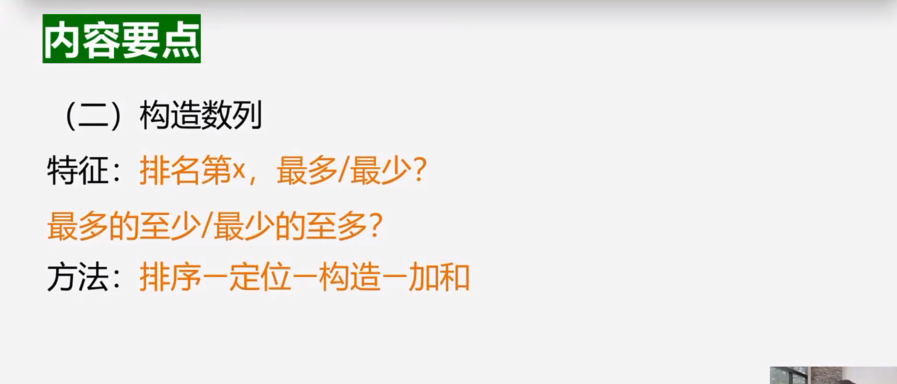 内容要点
（二）构造数列
特征：排名第x，最多/最少？
最多的至少/最少的至多？
方法：排序一定位一构造一加和